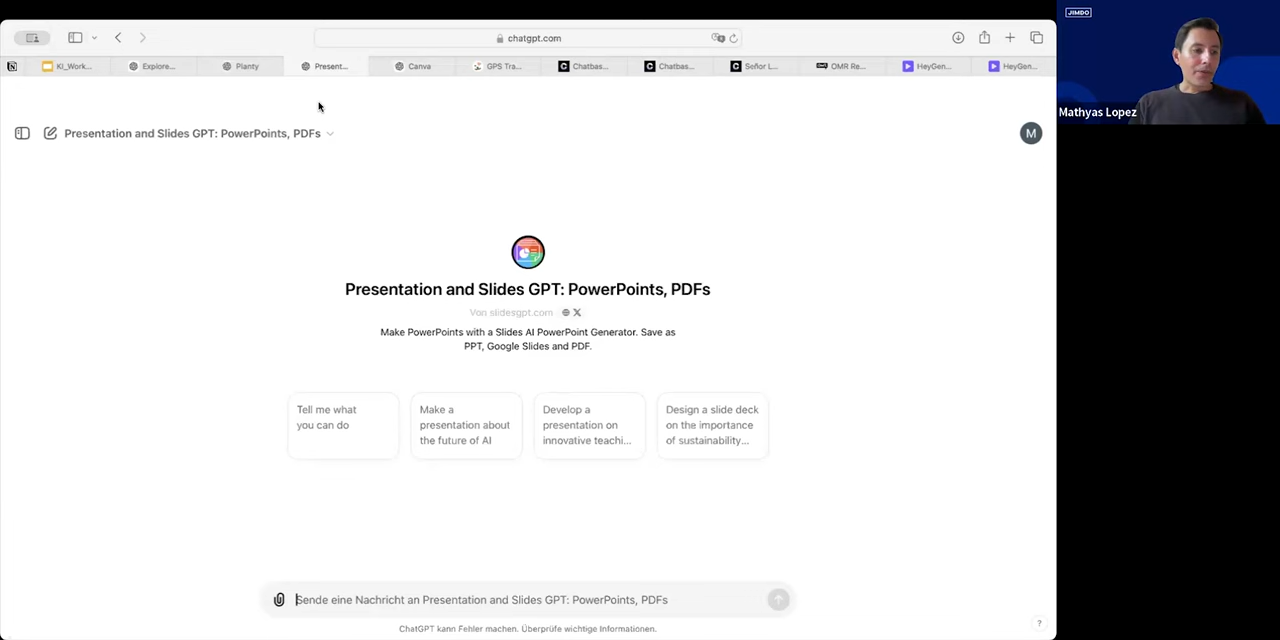 JIMDO
chatgpt.com
KI_Work...
Explore...
Planty
Present...
Canva
GPS Tra...
Chatbas...
Chatbas...
Señor L...
OMR Re...
HeyGen...
HeyGen...
Mathyas Lopez
Presentation and Slides GPT: PowerPoints, PDFs
M
Presentation and Slides GPT: PowerPoints, PDFs
Von slidesgpt.com
Make PowerPoints with a Slides AI PowerPoint Generator. Save as
PPT, Google Slides and PDF.
Tell me what
you can do
Make a
presentation about
the future of AI
Develop a
presentation on
innovative teachi...
Design a slide deck
on the importance
of sustainability...
Sende eine Nachricht an Presentation and Slides GPT: PowerPoints, PDFs
ChatGPT kann Fehler machen. Überprüfe wichtige Informationen.
?